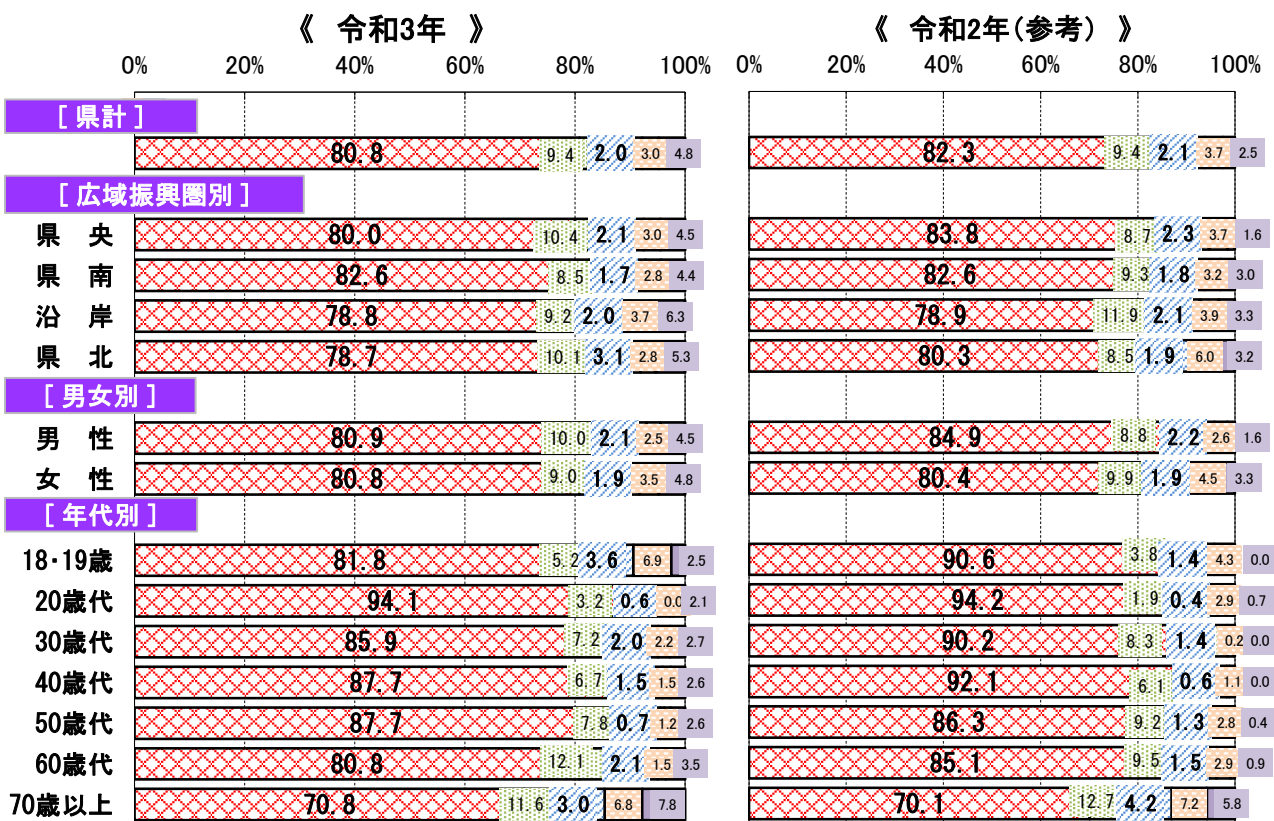 《 令和3年 》 《 令和2年(参考) 》
0% 20% 40% 60% 80% 100% 0% 20% 40% 60% 80% 100%
[ 県計 ]
80.8 9.4 2.0 3.0 4.8 82.3 9.4 2.1 3.7 2.5
[ 広域振興圏別 ]
県 央 80.0 10.4 2.1 3.0 4.5 83.8 8.7 2.3 3.7 1.6
県 南 82.6 8.5 1.7 2.8 4.4 82.6 9.3 1.8 3.2 3.0
沿 岸 78.8 9.2 2.0 3.7 6.3 78.9 11.9 2.1 3.9 3.3
県 北 78.7 10.1 3.1 2.8 5.3 80.3 8.5 1.9 6.0 3.2
[ 男女別 ]
男 性 80.9 10.0 2.1 2.5 4.5 84.9 8.8 2.2 2.6 1.6
女 性 80.8 9.0 1.9 3.5 4.8 80.4 9.9 1.9 4.5 3.3
[ 年代別 ]
18・19歳 81.8 5.2 3.6 6.9 2.5 90.6 3.8 1.4 4.3 0.0
20歳代 94.1 3.2 0.6 0.0 2.1 94.2 1.9 0.4 2.9 0.7
30歳代 85.9 7.2 2.0 2.2 2.7 90.2 8.3 1.4 0.2 0.0
40歳代 87.7 6.7 1.5 1.5 2.6 92.1 6.1 0.6 1.1 0.0
50歳代 87.7 7.8 0.7 1.2 2.6 86.3 9.2 1.3 2.8 0.4
60歳代 80.8 12.1 2.1 1.5 3.5 85.1 9.5 1.5 2.9 0.9
70歳以上 70.8 11.6 3.0 6.8 7.8 70.1 12.7 4.2 7.2 5.8